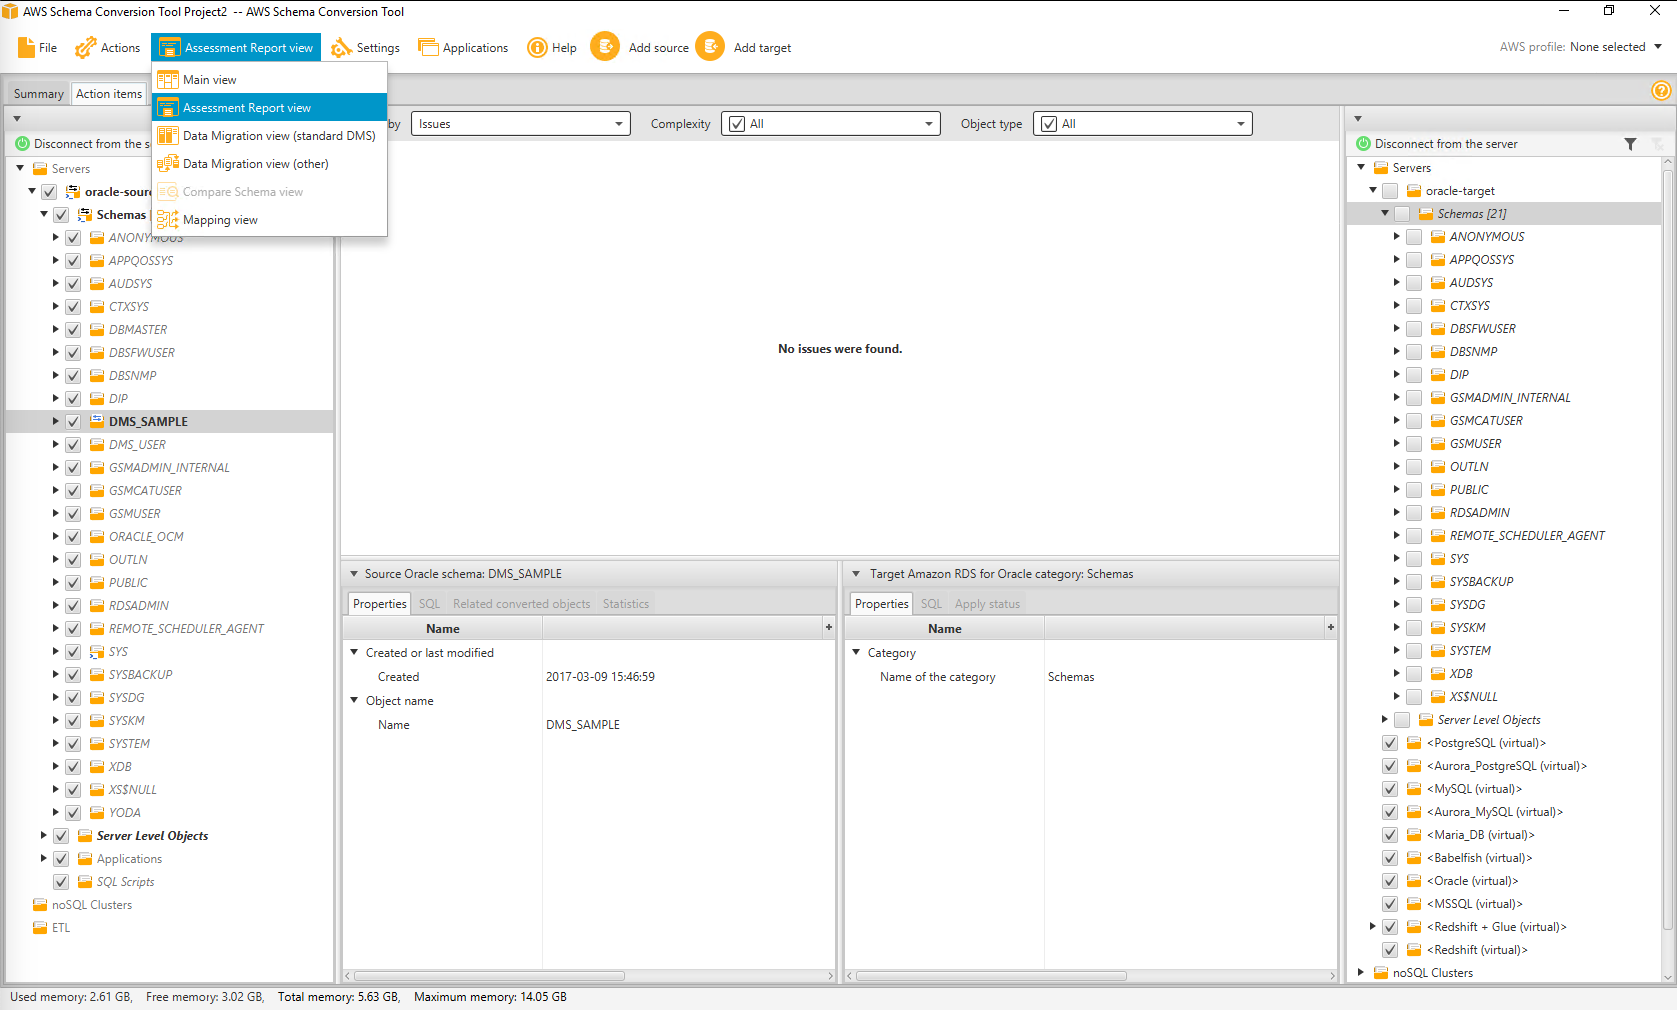 AWS Schema Conversion Tool Project2 -- AWS Schema Conversion Tool
File
Actions
Assessment Report view
Settings
Applications
Help
Add source
Add target
AWS profile: None selected
Main view
Assessment Report view
Data Migration view (standard DMS)
Data Migration view (other)
Compare Schema view
Mapping view
Summary
Action items
by
Issues
Complexity
All
Object type
All
Disconnect from the s
Servers
oracle-sour
Schemas
ANONYMOUS
APPQOSSYS
AUDSYS
CTXSYS
DBMASTER
DBSFWUSER
DBSNMP
DIP
DMS_SAMPLE
DMS_USER
GSMADMIN_INTERNAL
GSMCATUSER
GSMUSER
ORACLE_OCM
OUTLN
PUBLIC
RDSADMIN
REMOTE_SCHEDULER_AGENT
SYS
SYSBACKUP
SYSDG
SYSKM
SYSTEM
XDB
XS$NULL
YODA
Server Level Objects
Applications
SQL Scripts
noSQL Clusters
ETL
No issues were found.
Source Oracle schema: DMS_SAMPLE
Properties
SQL
Related converted objects
Statistics
Name
+
Created or last modified
Created
2017-03-09 15:46:59
Object name
Name
DMS_SAMPLE
Target Amazon RDS for Oracle category: Schemas
Properties
SQL
Apply status
Name
+
Category
Name of the category
Schemas
?
Disconnect from the server
Servers
oracle-target
Schemas [21]
ANONYMOUS
APPQOSSYS
AUDSYS
CTXSYS
DBSFWUSER
DBSNMP
DIP
GSMADMIN_INTERNAL
GSMCATUSER
GSMUSER
OUTLN
PUBLIC
RDSADMIN
REMOTE_SCHEDULER_AGENT
SYS
SYSBACKUP
SYSDG
SYSKM
SYSTEM
XDB
XS$NULL
Server Level Objects
<PostgreSQL (virtual)>
<Aurora_PostgreSQL (virtual)>
<MySQL (virtual)>
<Aurora_MySQL (virtual)>
<Maria_DB (virtual)>
<Babelfish (virtual)>
<Oracle (virtual)>
<MSSQL (virtual)>
<Redshift + Glue (virtual)>
<Redshift (virtual)>
noSQL Clusters
Used memory: 2.61 GB, Free memory: 3.02 GB, Total memory: 5.63 GB, Maximum memory: 14.05 GB